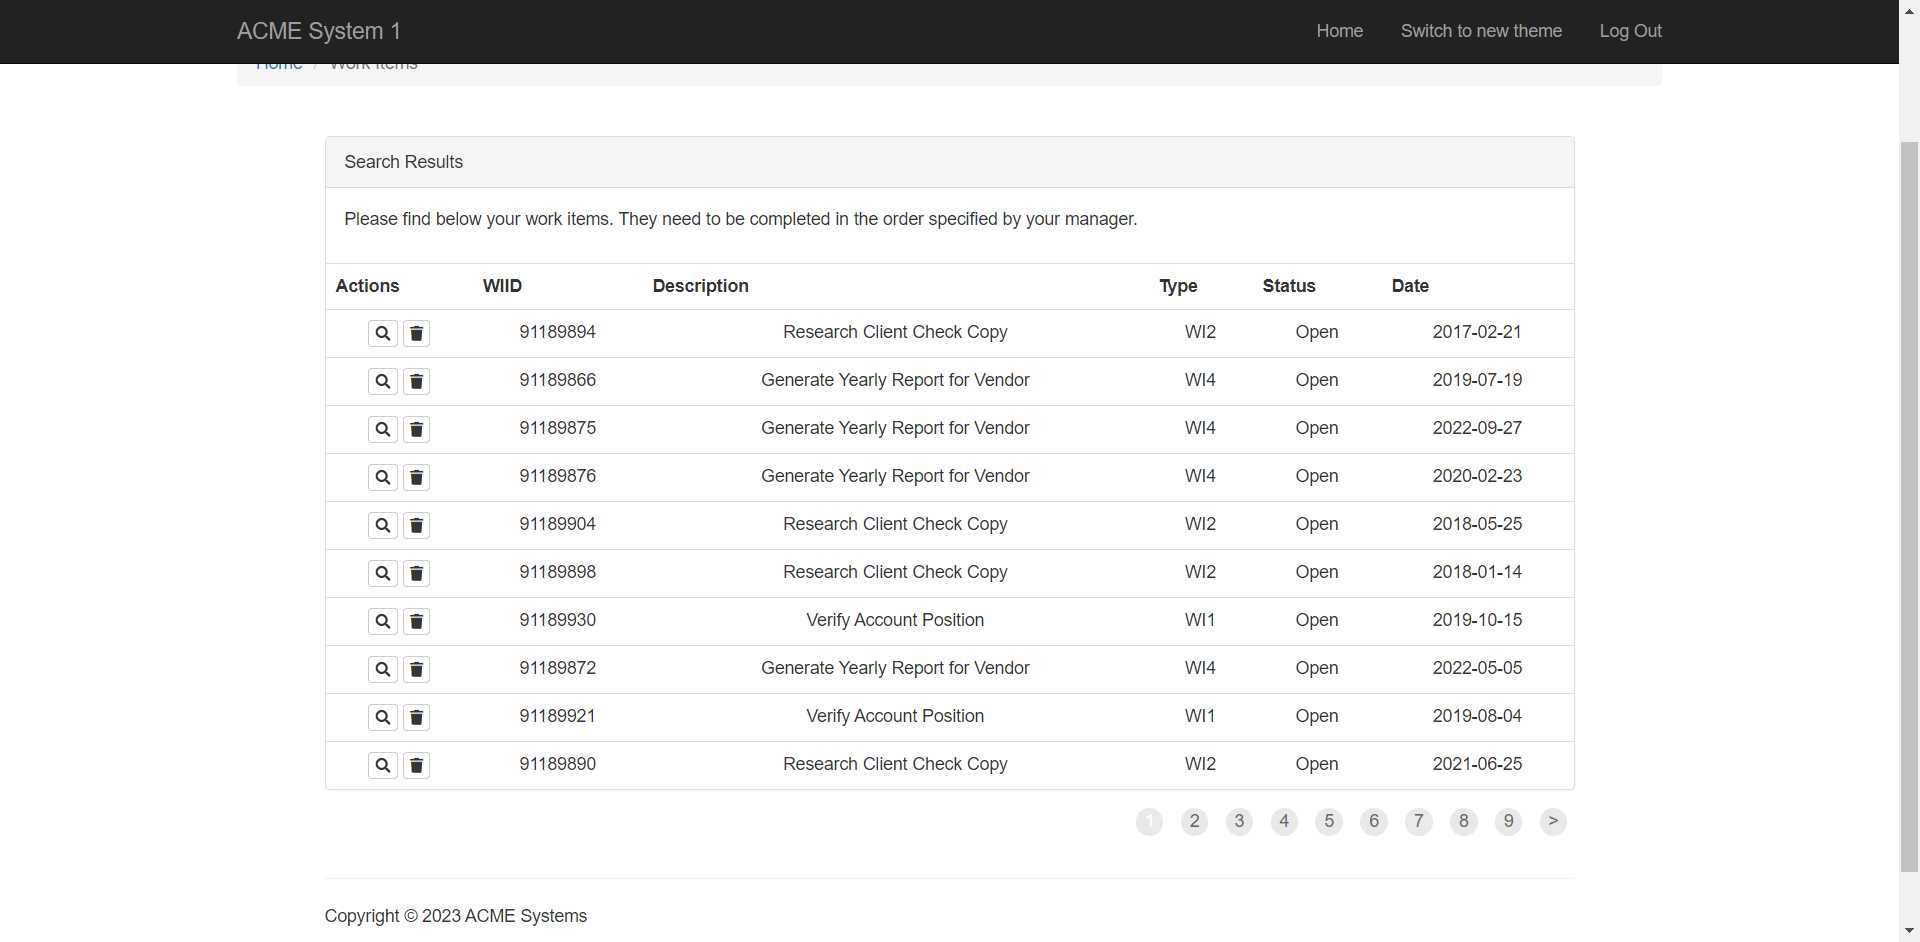 ACME System 1 Home Switch to new theme Log Out
Home / Work Items
Search Results
Please find below your work items. They need to be completed in the order specified by your manager.
Actions WIID Description Type Status Date
91189894 Research Client Check Copy WI2 Open 2017-02-21
91189866 Generate Yearly Report for Vendor WI4 Open 2019-07-19
91189875 Generate Yearly Report for Vendor WI4 Open 2022-09-27
91189876 Generate Yearly Report for Vendor WI4 Open 2020-02-23
91189904 Research Client Check Copy WI2 Open 2018-05-25
91189898 Research Client Check Copy WI2 Open 2018-01-14
91189930 Verify Account Position WI1 Open 2019-10-15
91189872 Generate Yearly Report for Vendor WI4 Open 2022-05-05
91189921 Verify Account Position WI1 Open 2019-08-04
91189890 Research Client Check Copy WI2 Open 2021-06-25
1 2 3 4 5 6 7 8 9 >
Copyright © 2023 ACME Systems